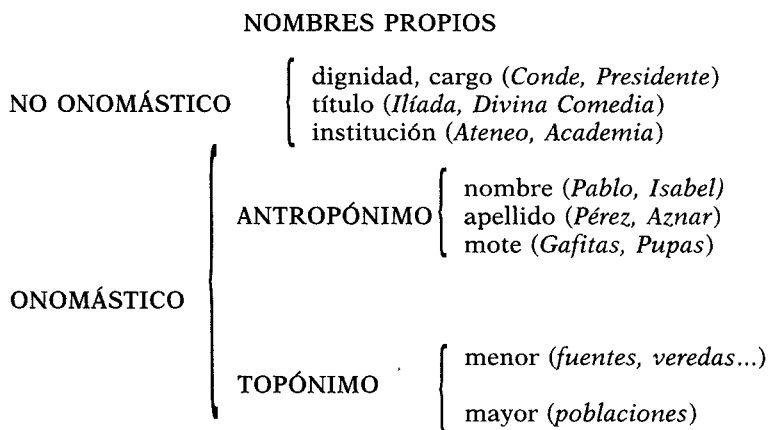 NOMBRES PROPIOS
NO ONOMÁSTICO
dignidad, cargo (Conde, Presidente)
título (Ilíada, Divina Comedia)
institución (Ateneo, Academia)
ONOMÁSTICO
ANTROPÓNIMO
nombre (Pablo, Isabel)
apellido (Pérez, Aznar)
mote (Gafitas, Pupas)
TOPÓNIMO
menor (fuentes, veredas...)
mayor (poblaciones)